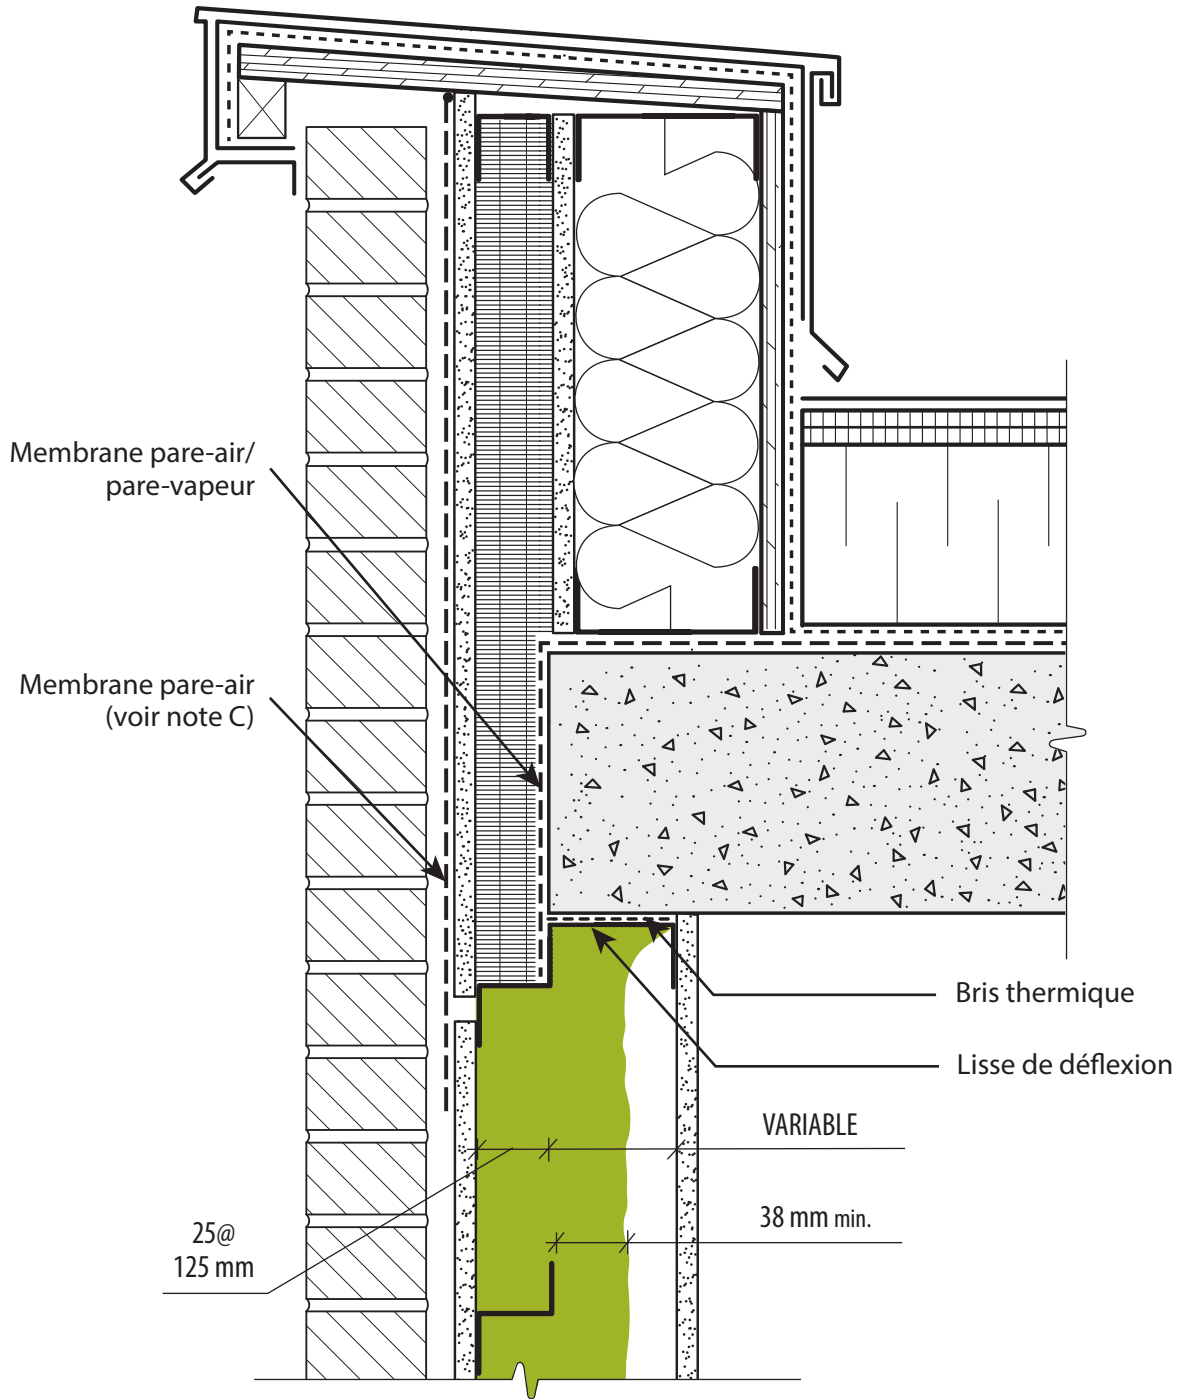 Membrane pare-air/
pare-vapeur
Membrane pare-air
(voir note C)
Bris thermique
Lisse de déflexion
VARIABLE
38 mm min.
25@
125 mm